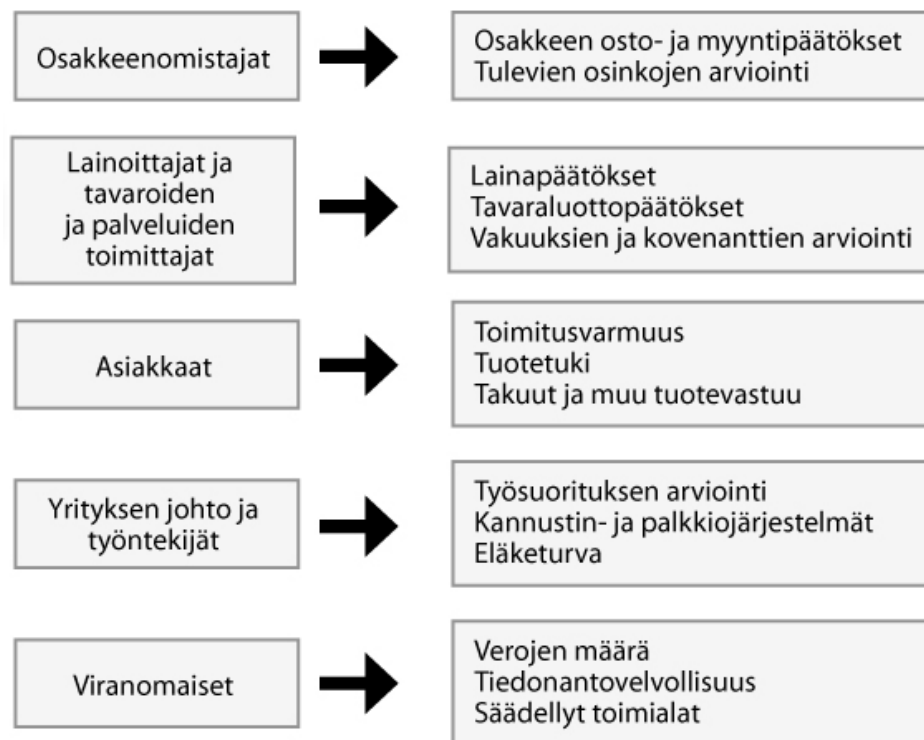 Osakkeenomistajat
Osakkeen osto- ja myyntipäätökset
Tulevien osinkojen arviointi
Lainoittajat ja
tavaroiden
ja palveluiden
toimittajat
Lainapäätökset
Tavaraluottopäätökset
Vakuuksien ja kovenanttien arviointi
Asiakkaat
Toimitusvarmuus
Tuotetuki
Takuut ja muu tuotevastuu
Yrityksen johto ja
työntekijät
Työsuorituksen arviointi
Kannustin- ja palkkiojärjestelmät
Eläketurva
Viranomaiset
Verojen määrä
Tiedonantovelvollisuus
Säädellyt toimialat